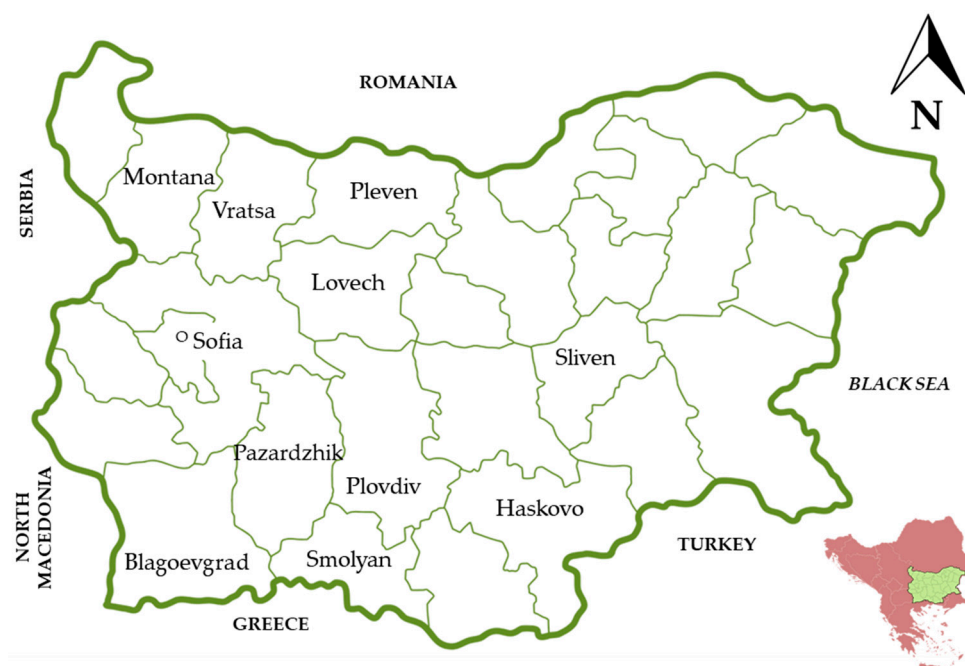 ROMANIA
N
SERBIA
Montana
Vratsa
Pleven
Lovech
Sofia
Sliven
BLACK SEA
Pazardzhik
Plovdiv
Haskovo
NORTH
MACEDONIA
Blagoevgrad
Smolyan
TURKEY
GREECE